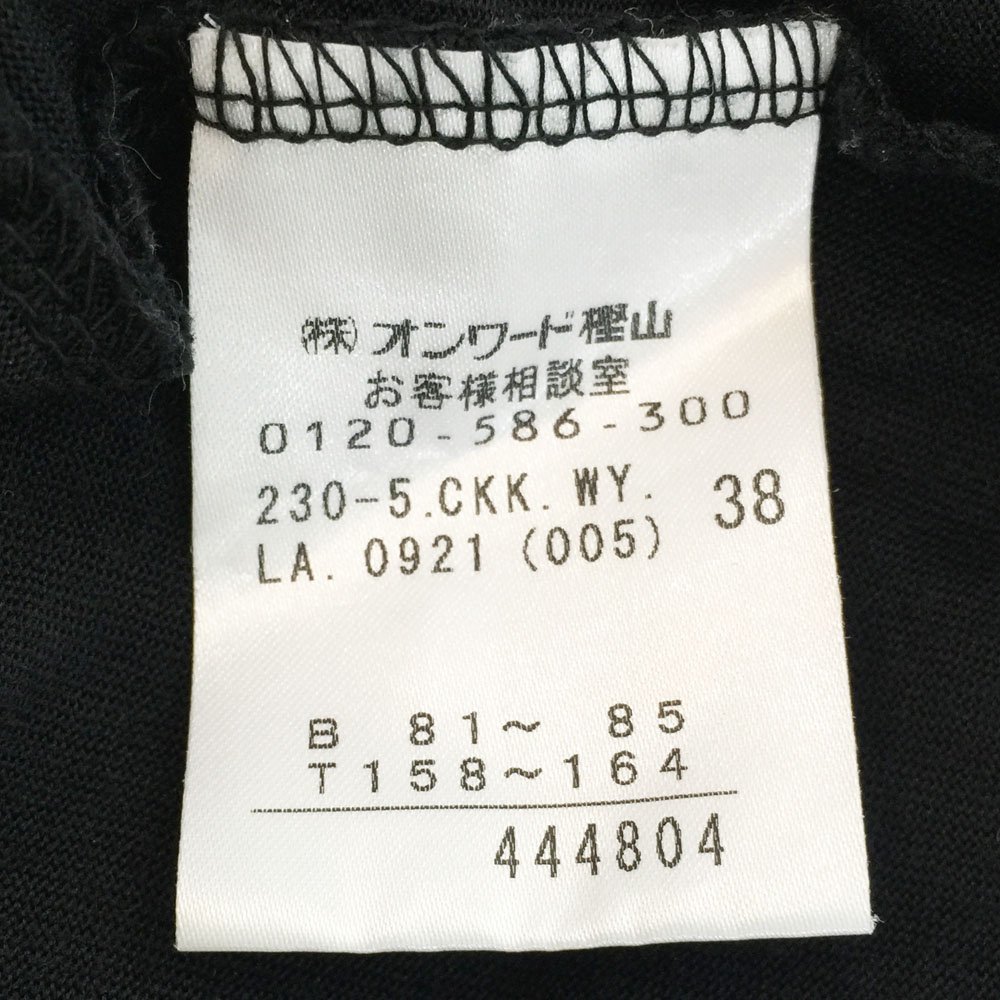 ㈱オンワード樫山
お客様相談室
0120-586-300
230-5.CKK.WY. 38
LA.0921(005)
B 81～ 85
T158～164
444804